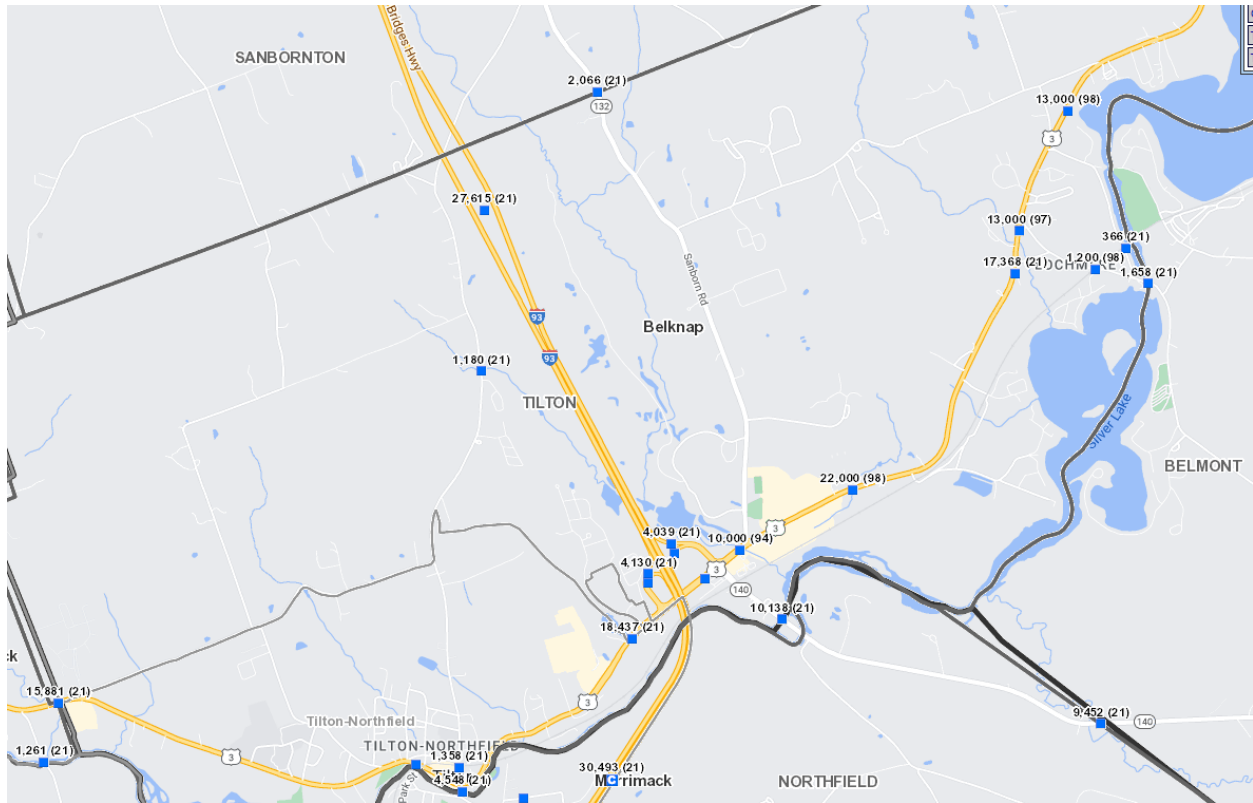 Bridges Hwy
SANBORNTON
2,066 (21)
132
13,000 (98)
3
27,615 (21)
13,000 (97)
366 (21)
17,368 (21)
1,200 (98)
1,658 (21)
Sanborn Rd
93
Belknap
93
1,180 (21)
TILTON
Silver Lake
BELMONT
22,000 (98)
3
4,039 (21)
10,000 (94)
4,130 (21)
3
140
10,138 (21)
18,437 (21)
15,881 (21)
3
Tilton-Northfield
9,452 (21)
140
TILTON-NORTHFIELD
3
1,261 (21)
1,358 (21)
30,493 (21)
Merrimack
NORTHFIELD
4,548 (21)
Park St